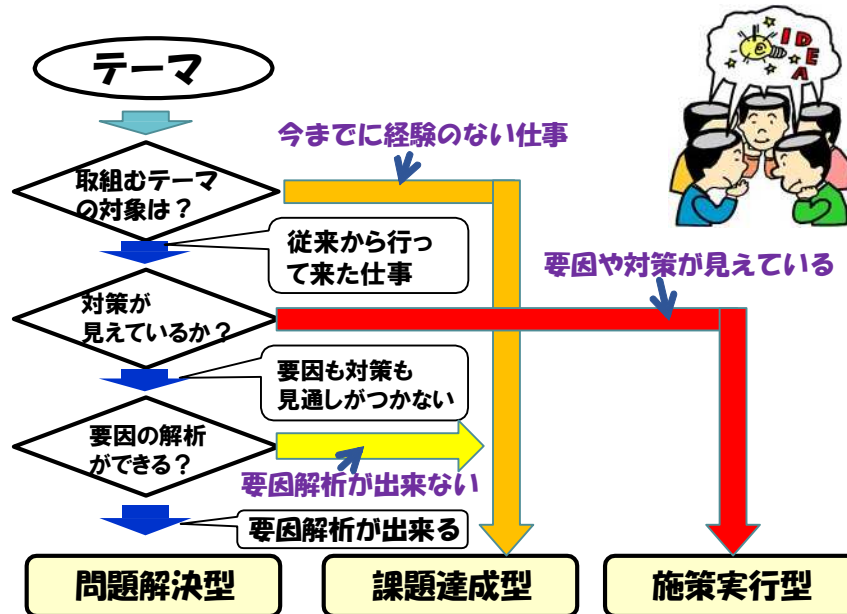 テーマ
IDEA
今までに経験のない仕事
取組むテーマ
の対象は？
従来から行っ
て来た仕事
要因や対策が見えている
対策が
見えているか？
要因も対策も
見通しがつかない
要因の解析
ができる？
要因解析が出来ない
要因解析が出来る
問題解決型
課題達成型
施策実行型